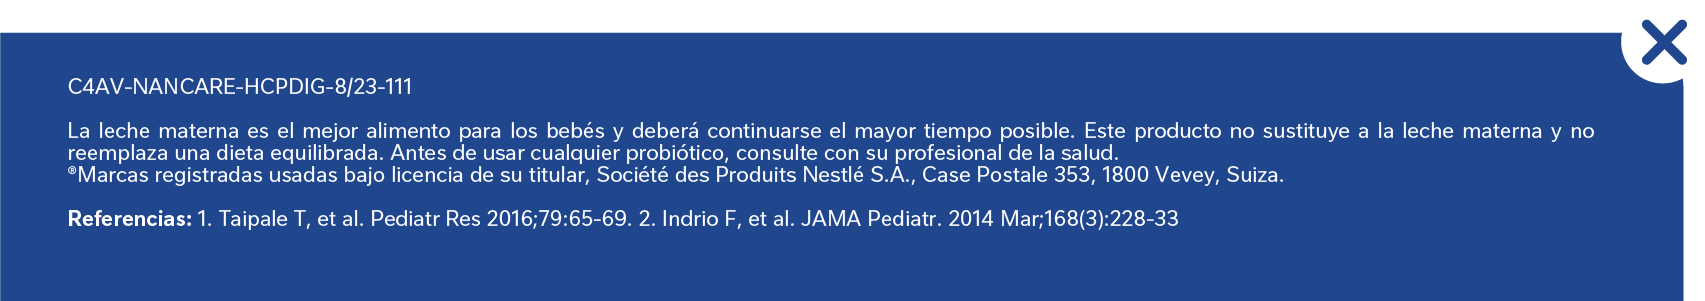 C4AV-NANCARE-HCPDIG-8/23-111
La leche materna es el mejor alimento para los bebés y deberá continuarse el mayor tiempo posible. Este producto no sustituye a la leche materna y no
reemplaza una dieta equilibrada. Antes de usar cualquier probiótico, consulte con su profesional de la salud.
®Marcas registradas usadas bajo licencia de su titular, Société des Produits Nestlé S.A., Case Postale 353, 1800 Vevey, Suiza.
Referencias: 1. Taipale T, et al. Pediatr Res 2016;79:65-69. 2. Indrio F, et al. JAMA Pediatr. 2014 Mar;168(3):228-33